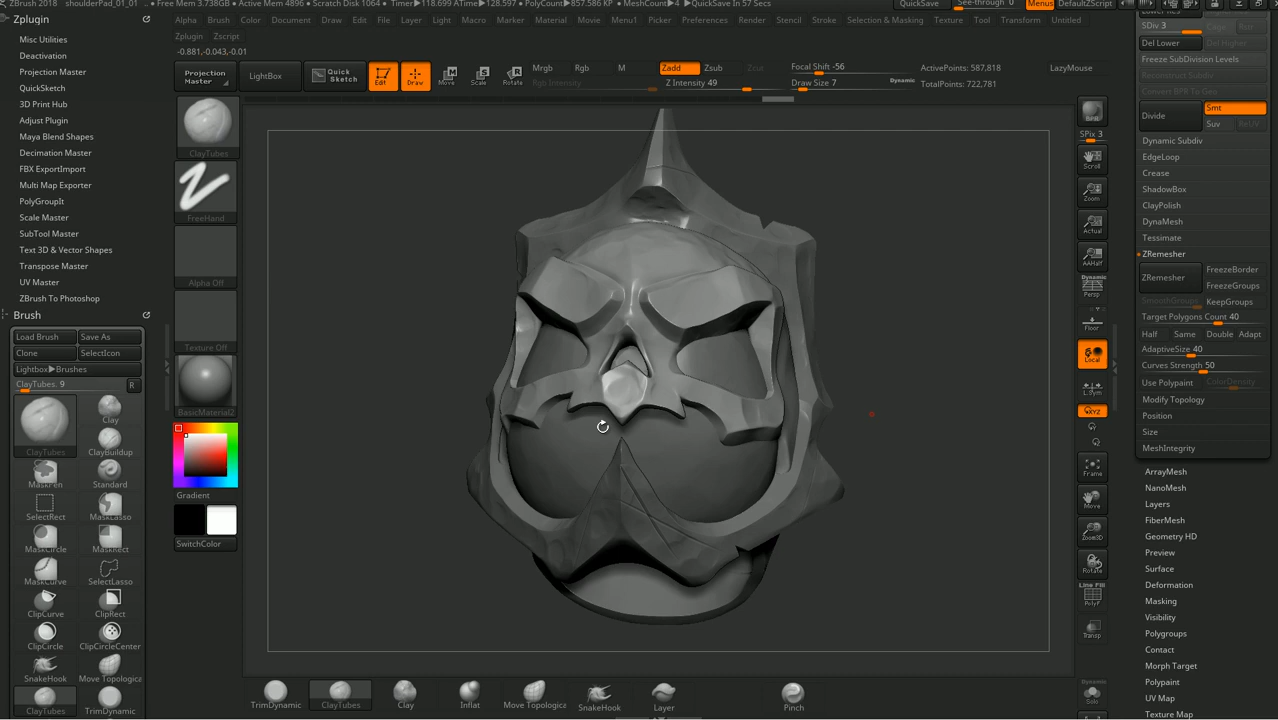 ZBrush 2018 shoulderPad_01_01 .. • Free Mem 3.738GB • Active Mem 4896 • Scratch Disk 1064 • Timer▶118.699 ATime▶128.597 • PolyCount▶857.586 KP • MeshCount▶4 ▮QuickSave In 57 Secs QuickSave See-through 0 Menus DefaultZScript
Zplugin Alpha Brush Color Document Draw Edit File Layer Light Macro Marker Material Movie Menu1 Picker Preferences Render Stencil Stroke Selection & Masking Texture Tool Transform Untitled
Zplugin Zscript
-0.881,-0.043,-0.01
Misc Utilities
Deactivation
Projection Master
QuickSketch
3D Print Hub
Adjust Plugin
Maya Blend Shapes
Decimation Master
FBX ExportImport
Multi Map Exporter
PolyGroupIt
Scale Master
SubTool Master
Text 3D & Vector Shapes
Transpose Master
UV Master
ZBrush To Photoshop
Brush
Load Brush Save As
Clone SelectIcon
Lightbox▶Brushes
ClayTubes. 9 R
ClayTubes
Clay
ClayBuildup
MaskPen Standard
SelectRect MaskLasso
MaskCircle MaskRect
MaskCurve SelectLasso
ClipCurve ClipRect
ClipCircle ClipCircleCenter
SnakeHook Move Topological
ClayTubes TrimDynamic
Projection
Master
LightBox
Quick
Sketch
Edit Draw Move Scale Rotate
Mrgb Rgb M
Rgb Intensity
Zadd Zsub Zcut
Z Intensity 49
Focal Shift -56
Draw Size 7 Dynamic
ActivePoints: 587,818
TotalPoints: 722,781
LazyMouse
ClayTubes
FreeHand
Alpha Off
Texture Off
BasicMaterial2
Gradient
SwitchColor
BPR
SPix 3
Scroll
Zoom
Actual
AAHalf
Dynamic
Persp
Floor
Local
L.Sym
XYZ
Frame
Move
Zoom3D
Rotate
Line Fill
PolyF
Transp
Dynamic
Solo
SDiv 3
Del Lower Del Higher
Freeze SubDivision Levels
Reconstruct Subdiv
Convert BPR To Geo
Divide Smt
Suv ReUV
Dynamic Subdiv
EdgeLoop
Crease
ShadowBox
ClayPolish
DynaMesh
Tessimate
ZRemesher
ZRemesher FreezeBorder
FreezeGroups
SmoothGroups KeepGroups
Target Polygons Count 40
Half Same Double Adapt
AdaptiveSize 40
Curves Strength 50
Use Polypaint ColorDensity
Modify Topology
Position
Size
MeshIntegrity
ArrayMesh
NanoMesh
Layers
FiberMesh
Geometry HD
Preview
Surface
Deformation
Masking
Visibility
Polygroups
Contact
Morph Target
Polypaint
UV Map
Texture Map
TrimDynamic ClayTubes Clay Inflat Move Topologica SnakeHook Layer Pinch